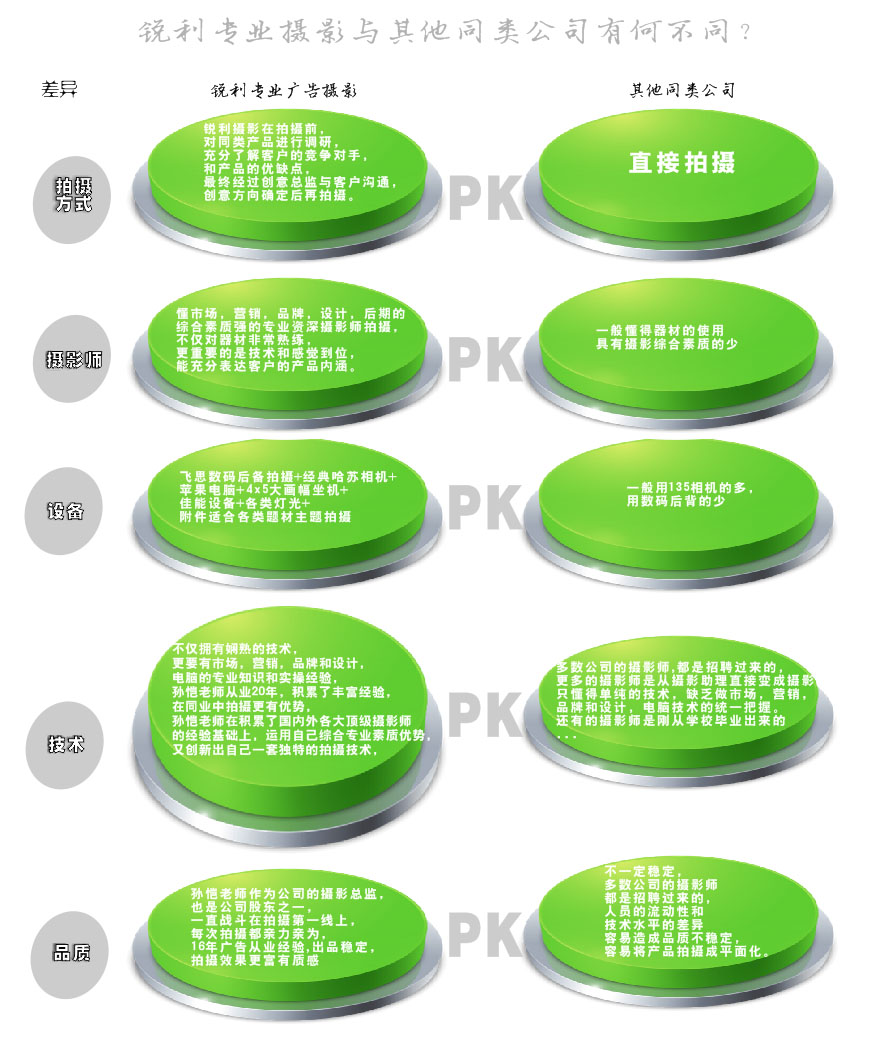 锐利专业摄影与其他同类公司有何不同？
差异
锐利专业广告摄影
其他同类公司
拍摄
方式
锐利摄影在拍摄前，
对同类产品进行调研，
充分了解客户的竞争对手，
和产品的优缺点，
最终经过创意总监与客户沟通，
创意方向确定后再拍摄。
PK
直接拍摄
摄影师
懂市场，营销，品牌，设计，后期的
综合素质强的专业资深摄影师拍摄，
不仅对器材非常熟练，
更重要的是技术和感觉到位，
能充分表达客户的产品内涵。
PK
一般懂得器材的使用
具有摄影综合素质的少
设备
飞思数码后备拍摄+经典哈苏相机+
苹果电脑+4x5大画幅坐机+
佳能设备+各类灯光+
附件适合各类题材主题拍摄
PK
一般用135相机的多，
用数码后背的少
技术
不仅拥有娴熟的技术，
更要有市场，营销，品牌和设计，
电脑的专业知识和实操经验，
孙恺老师从业20年，积累了丰富经验，
在同业中拍摄更有优势，
孙恺老师在积累了国内外各大顶级摄影师
的经验基础上，运用自己综合专业素质优势，
又创新出自己一套独特的拍摄技术，
PK
多数公司的摄影师,都是招聘过来的，
更多的摄影师是从摄影助理直接变成摄影
只懂得单纯的技术，缺乏做市场，营销，
品牌和设计，电脑技术的统一把握。
还有的摄影师是刚从学校毕业出来的
...
品质
孙恺老师作为公司的摄影总监，
也是公司股东之一，
一直战斗在拍摄第一线上，
每次拍摄都亲力亲为，
16年广告从业经验,出品稳定，
拍摄效果更富有质感
PK
不一定稳定，
多数公司的摄影师
都是招聘过来的，
人员的流动性和
技术水平的差异
容易造成品质不稳定，
容易将产品拍摄成平面化。